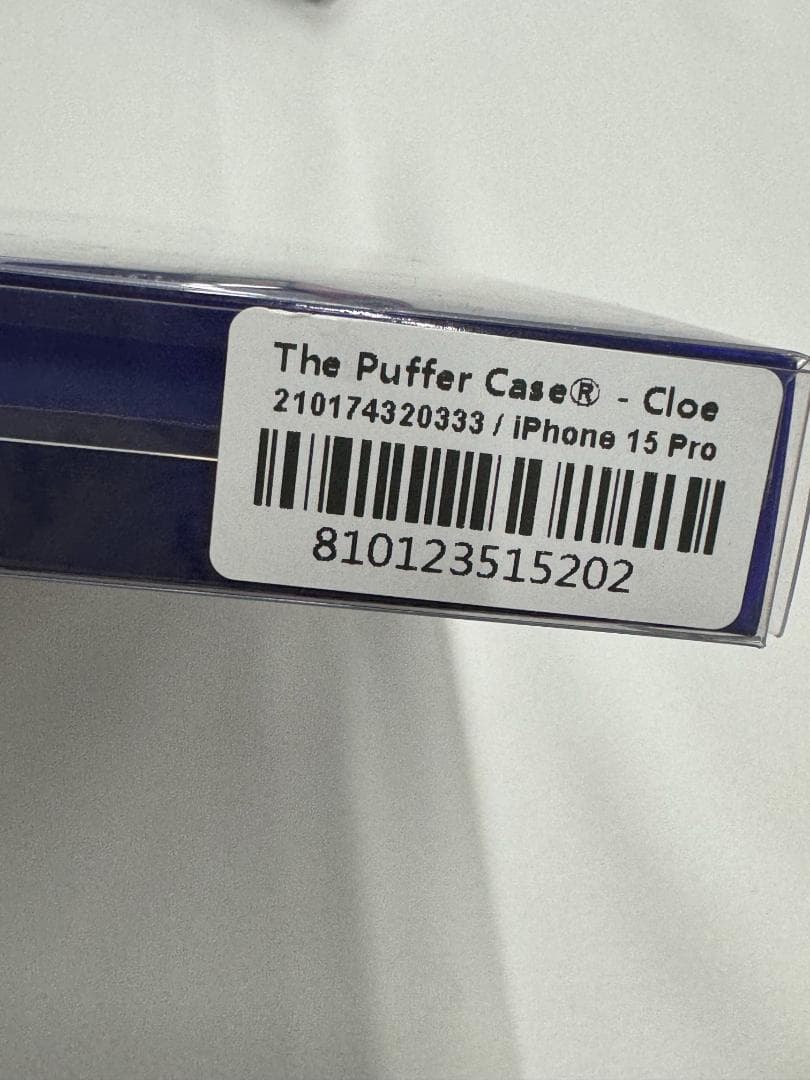 The Puffer Case® - Cloe
210174320333 / iPhone 15 Pro
810123515202